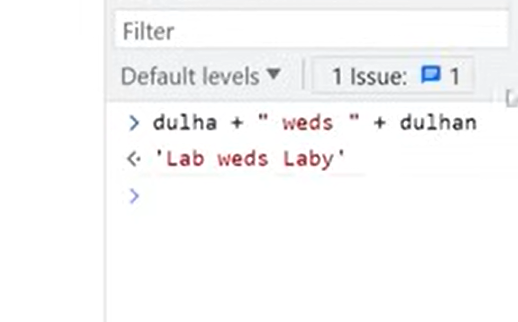 Filter
Default levels ▼ 1 Issue: 1
> dulha + " weds " + dulhan
<· 'Lab weds Laby'
>